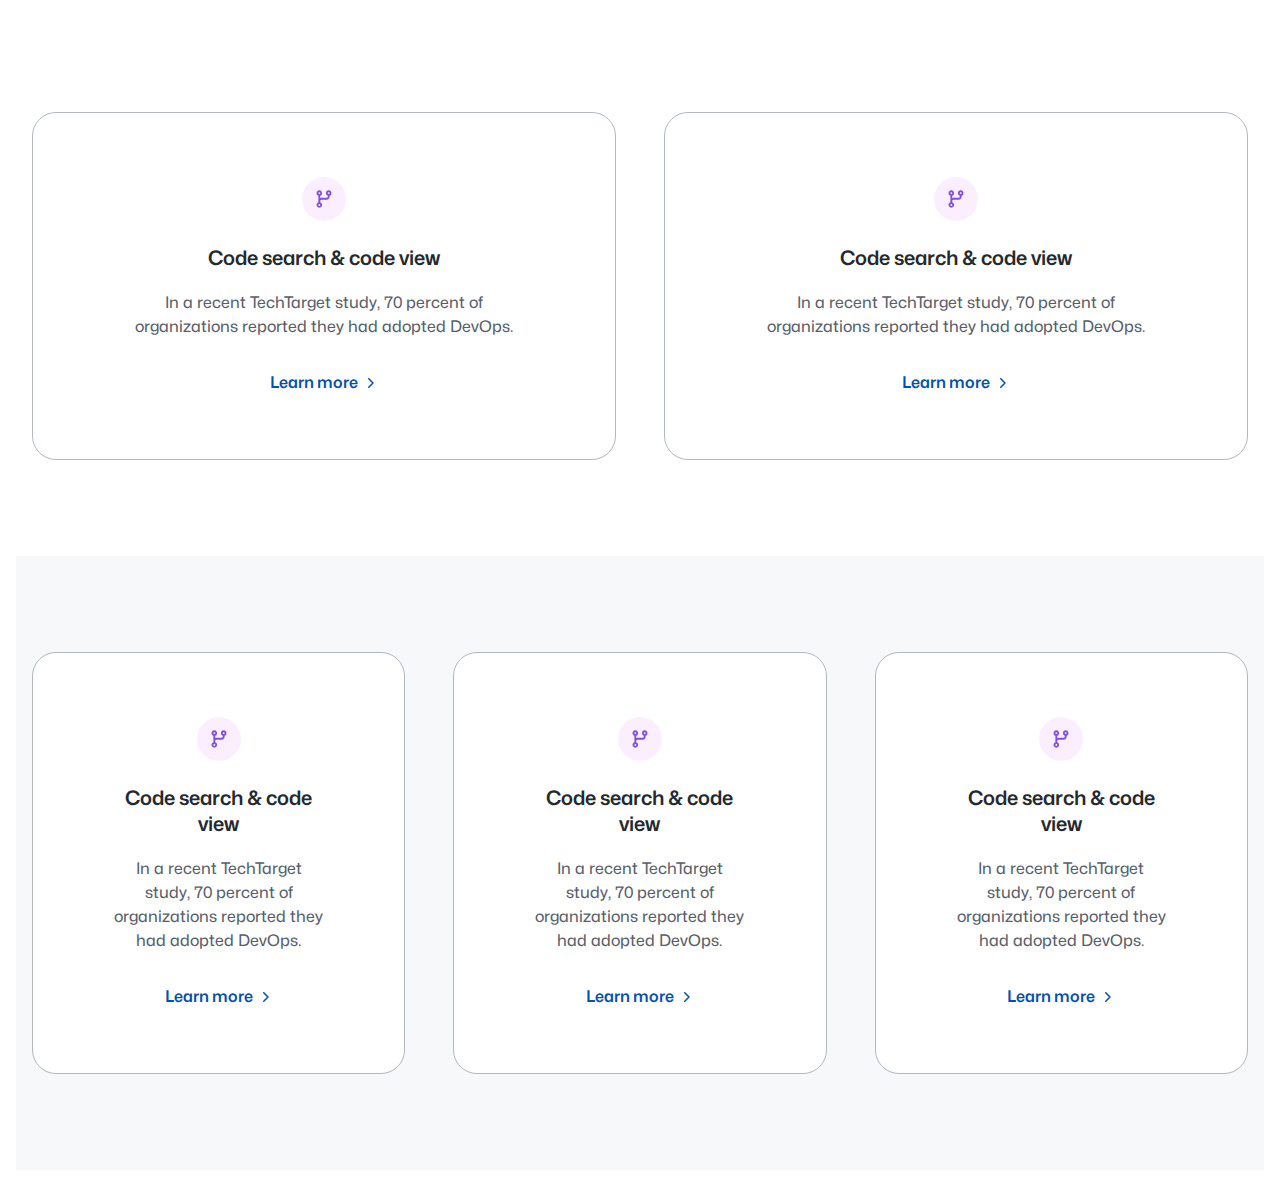 Code search & code view
In a recent TechTarget study, 70 percent of
organizations reported they had adopted DevOps.
Learn more
Code search & code view
In a recent TechTarget study, 70 percent of
organizations reported they had adopted DevOps.
Learn more
Code search & code
view
In a recent TechTarget
study, 70 percent of
organizations reported they
had adopted DevOps.
Learn more
Code search & code
view
In a recent TechTarget
study, 70 percent of
organizations reported they
had adopted DevOps.
Learn more
Code search & code
view
In a recent TechTarget
study, 70 percent of
organizations reported they
had adopted DevOps.
Learn more